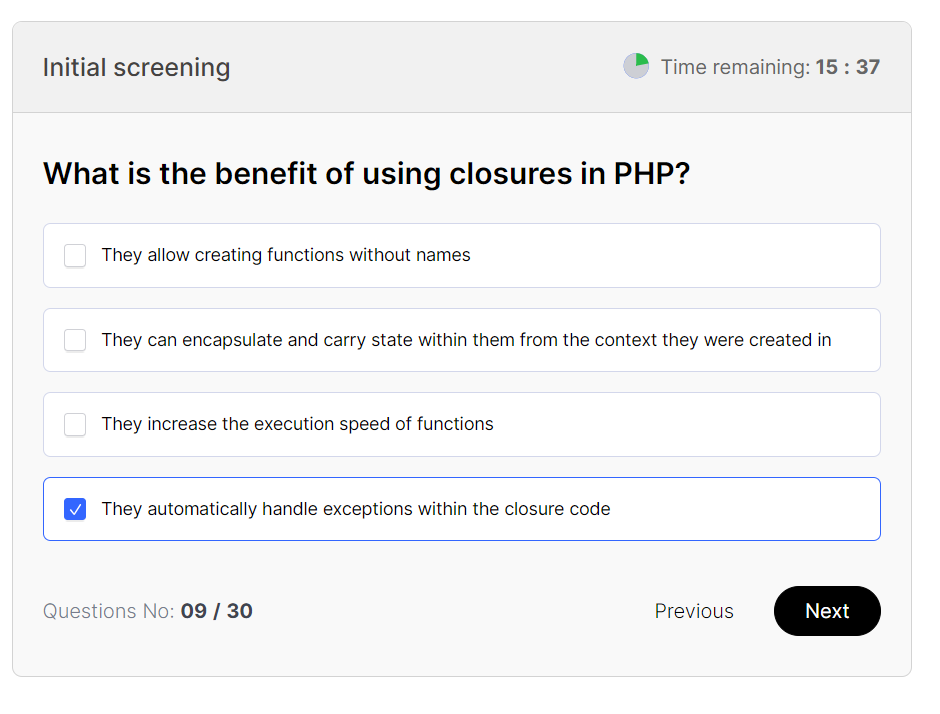 Initial screening
Time remaining: 15 : 37
What is the benefit of using closures in PHP?
They allow creating functions without names
They can encapsulate and carry state within them from the context they were created in
They increase the execution speed of functions
They automatically handle exceptions within the closure code
Questions No: 09 / 30
Previous
Next